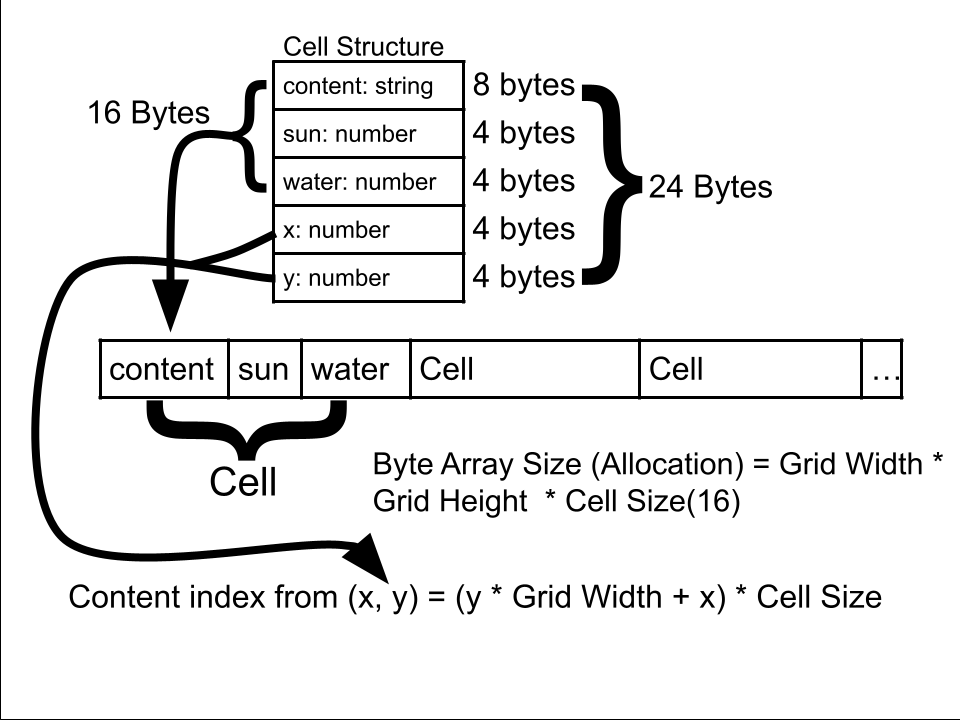 Cell Structure
content: string 8 bytes
16 Bytes
sun: number 4 bytes
water: number 4 bytes
24 Bytes
x: number 4 bytes
y: number 4 bytes
content sun water Cell Cell ...
Cell
Byte Array Size (Allocation) = Grid Width *
Grid Height * Cell Size(16)
Content index from (x, y) = (y * Grid Width + x) * Cell Size